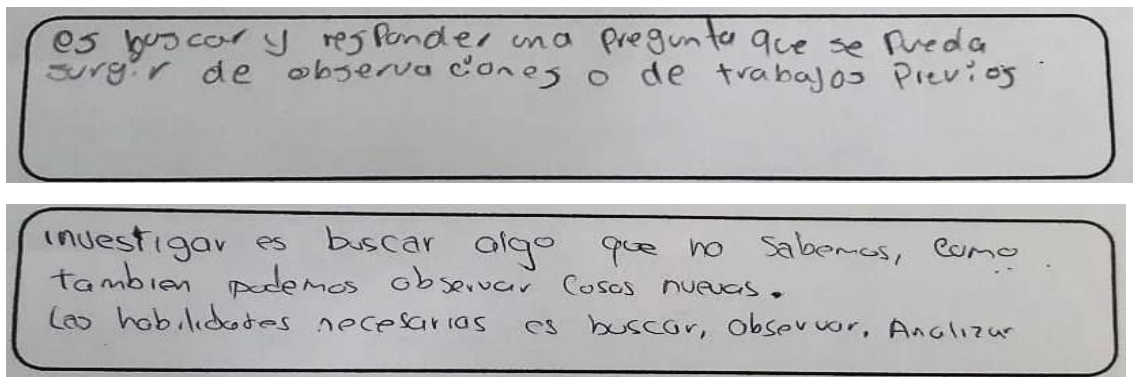 es buscar y responder una pregunta que se pueda
surgir de observaciones o de trabajos Previos
investigar es buscar algo que no sabemos, como
tambien podemos observar cosas nuevas.
Las habilidades necesarias es buscar, observar, Analizar